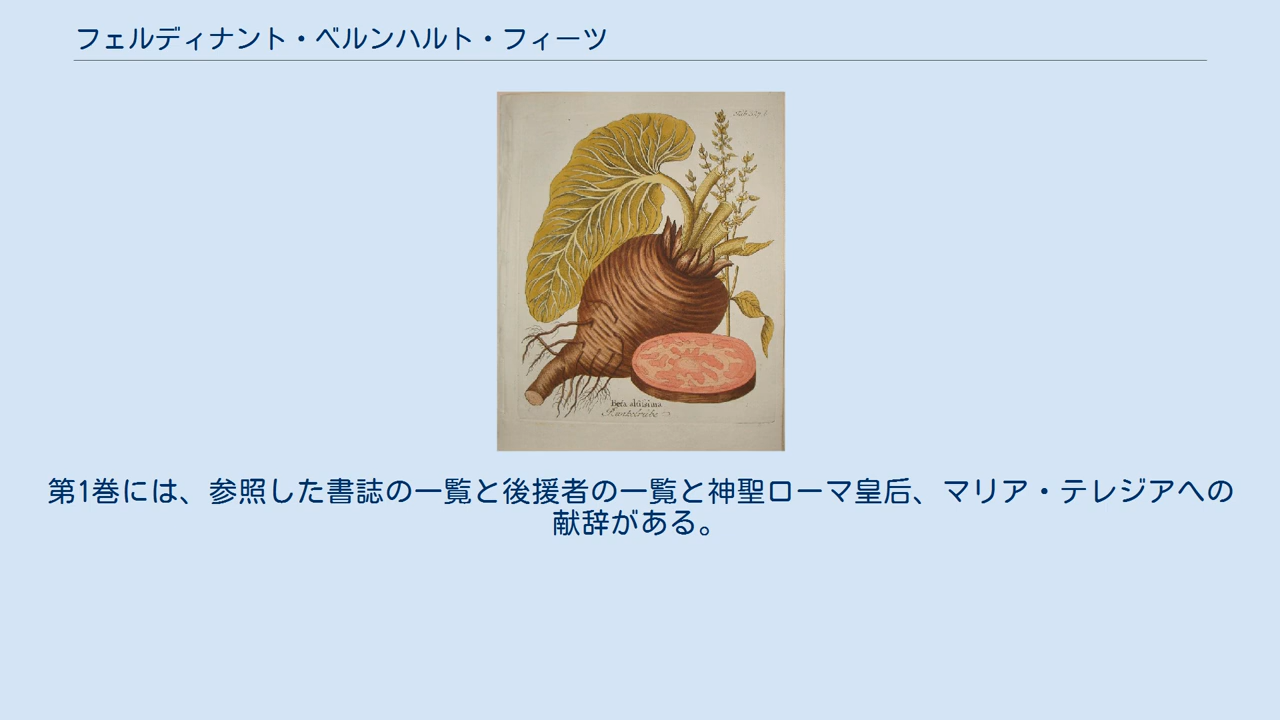 フェルディナント・ベルンハルト・フィーツ
Beta altissima
第1巻には、参照した書誌の一覧と後援者の一覧と神聖ローマ皇后、マリア・テレジアへの
献辞がある。